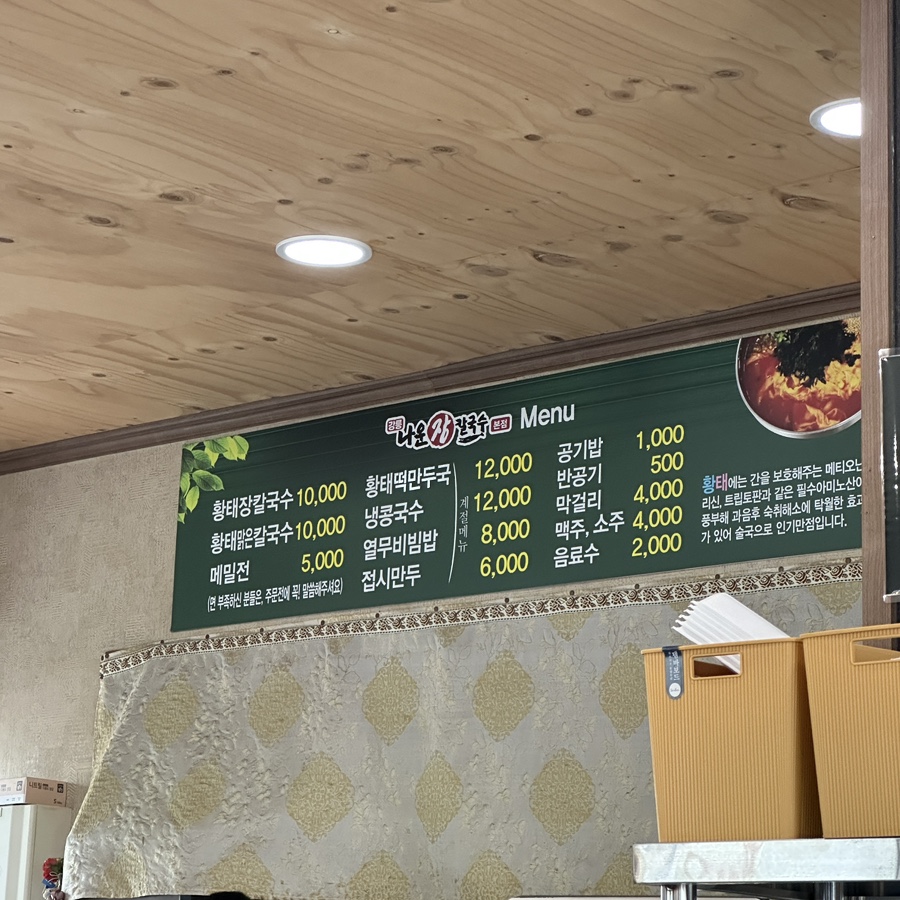 강릉 나운장칼국수 본점 Menu
황태장칼국수 10,000
황태맑은칼국수 10,000
메밀전 5,000
(면 부족하신 분들은, 주문전에 꼭! 말씀해주셔요)
황태떡만두국 12,000
냉콩국수 12,000
열무비빔밥 8,000
접시만두 6,000
계절메뉴
공기밥 1,000
반공기 500
막걸리 4,000
맥주, 소주 4,000
음료수 2,000
황태에는 간을 보호해주는 메티오닌
리신, 트립토판과 같은 필수아미노산이
풍부해 과음후 숙취해소에 탁월한 효과
가 있어 술국으로 인기만점입니다.